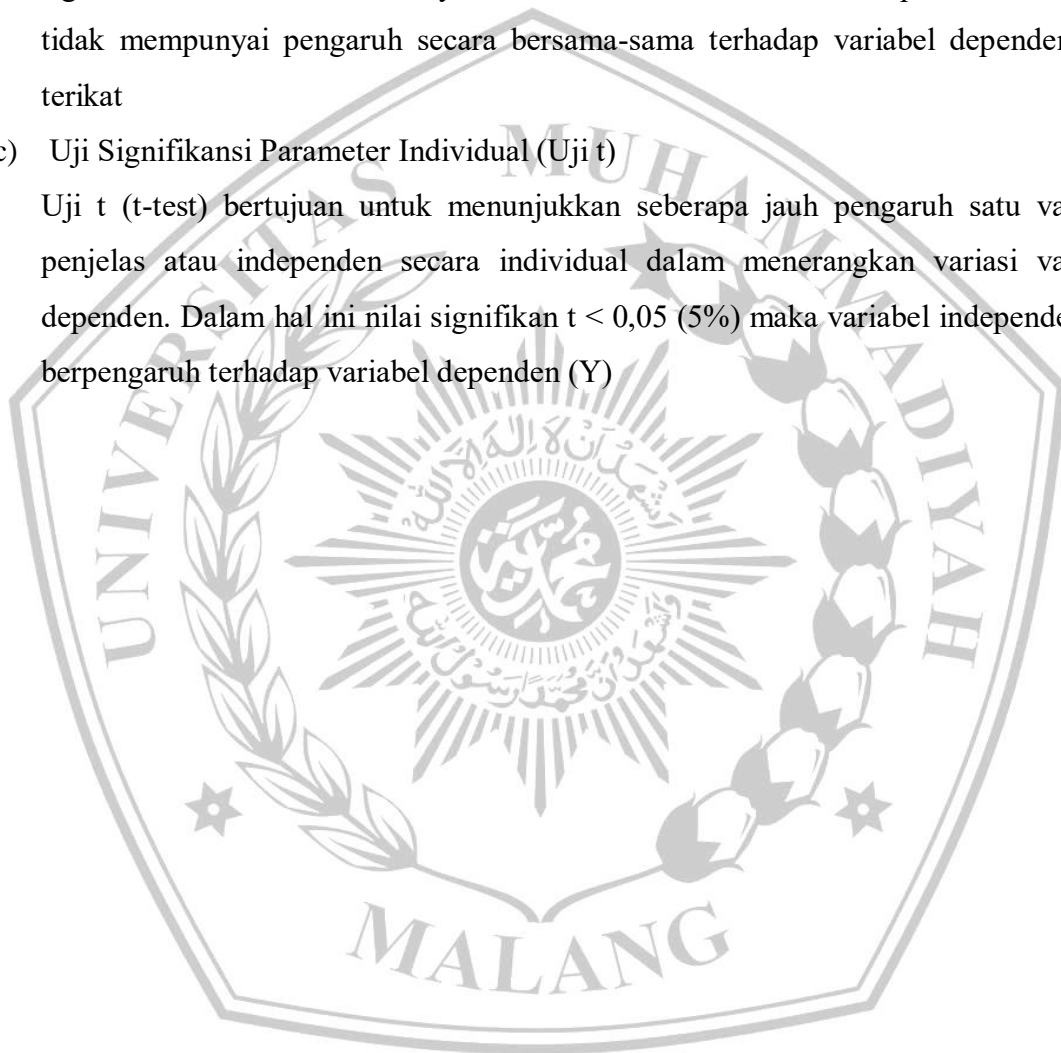 tidak mempunyai pengaruh secara bersama-sama terhadap variabel dependen
terikat
c) Uji Signifikansi Parameter Individual (Uji t)
Uji t (t-test) bertujuan untuk menunjukkan seberapa jauh pengaruh satu va
penjelas atau independen secara individual dalam menerangkan variasi va
dependen. Dalam hal ini nilai signifikan t < 0,05 (5%) maka variabel independe
berpengaruh terhadap variabel dependen (Y)
UNIVERSITAS MUHAMMADIYAH
MALANG